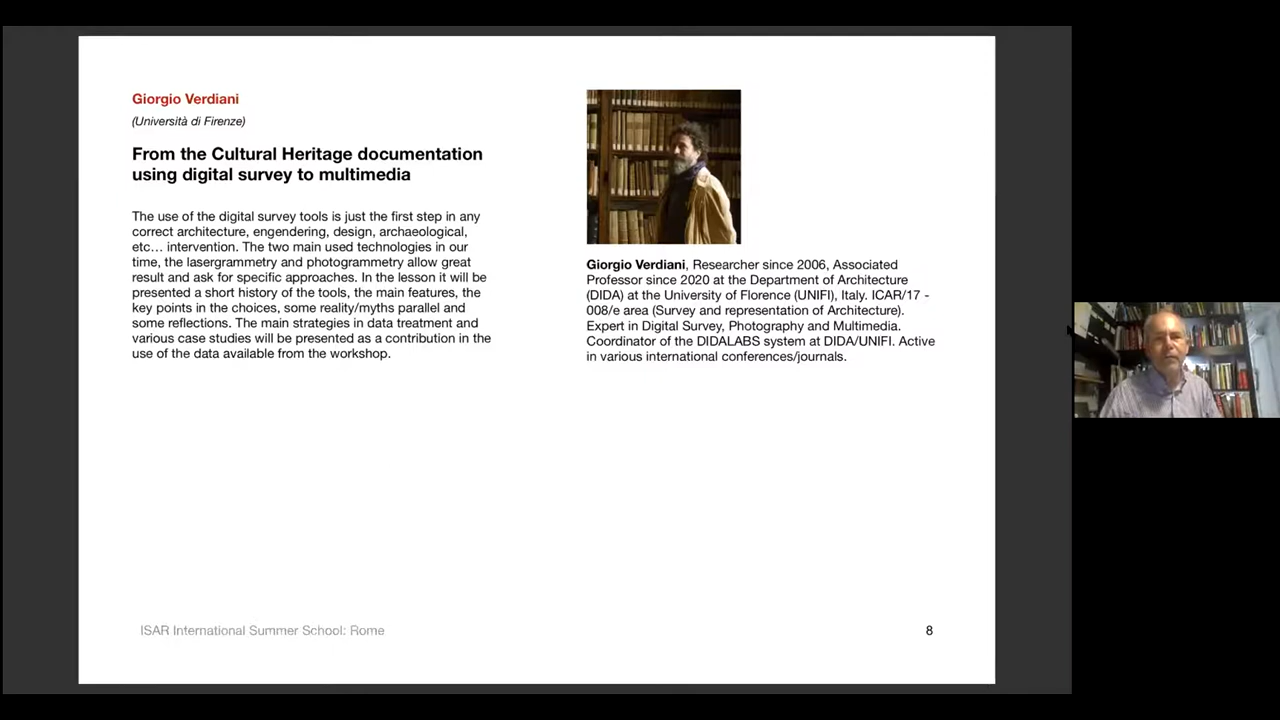 Giorgio Verdiani
(Università di Firenze)
From the Cultural Heritage documentation
using digital survey to multimedia
The use of the digital survey tools is just the first step in any
correct architecture, engendering, design, archaeological,
etc… intervention. The two main used technologies in our
time, the lasergrammetry and photogrammetry allow great
result and ask for specific approaches. In the lesson it will be
presented a short history of the tools, the main features, the
key points in the choices, some reality/myths parallel and
some reflections. The main strategies in data treatment and
various case studies will be presented as a contribution in the
use of the data available from the workshop.
Giorgio Verdiani, Researcher since 2006, Associated
Professor since 2020 at the Department of Architecture
(DIDA) at the University of Florence (UNIFI), Italy. ICAR/17 -
008/e area (Survey and representation of Architecture).
Expert in Digital Survey, Photography and Multimedia.
Coordinator of the DIDALABS system at DIDA/UNIFI. Active
in various international conferences/journals.
ISAR International Summer School: Rome
8